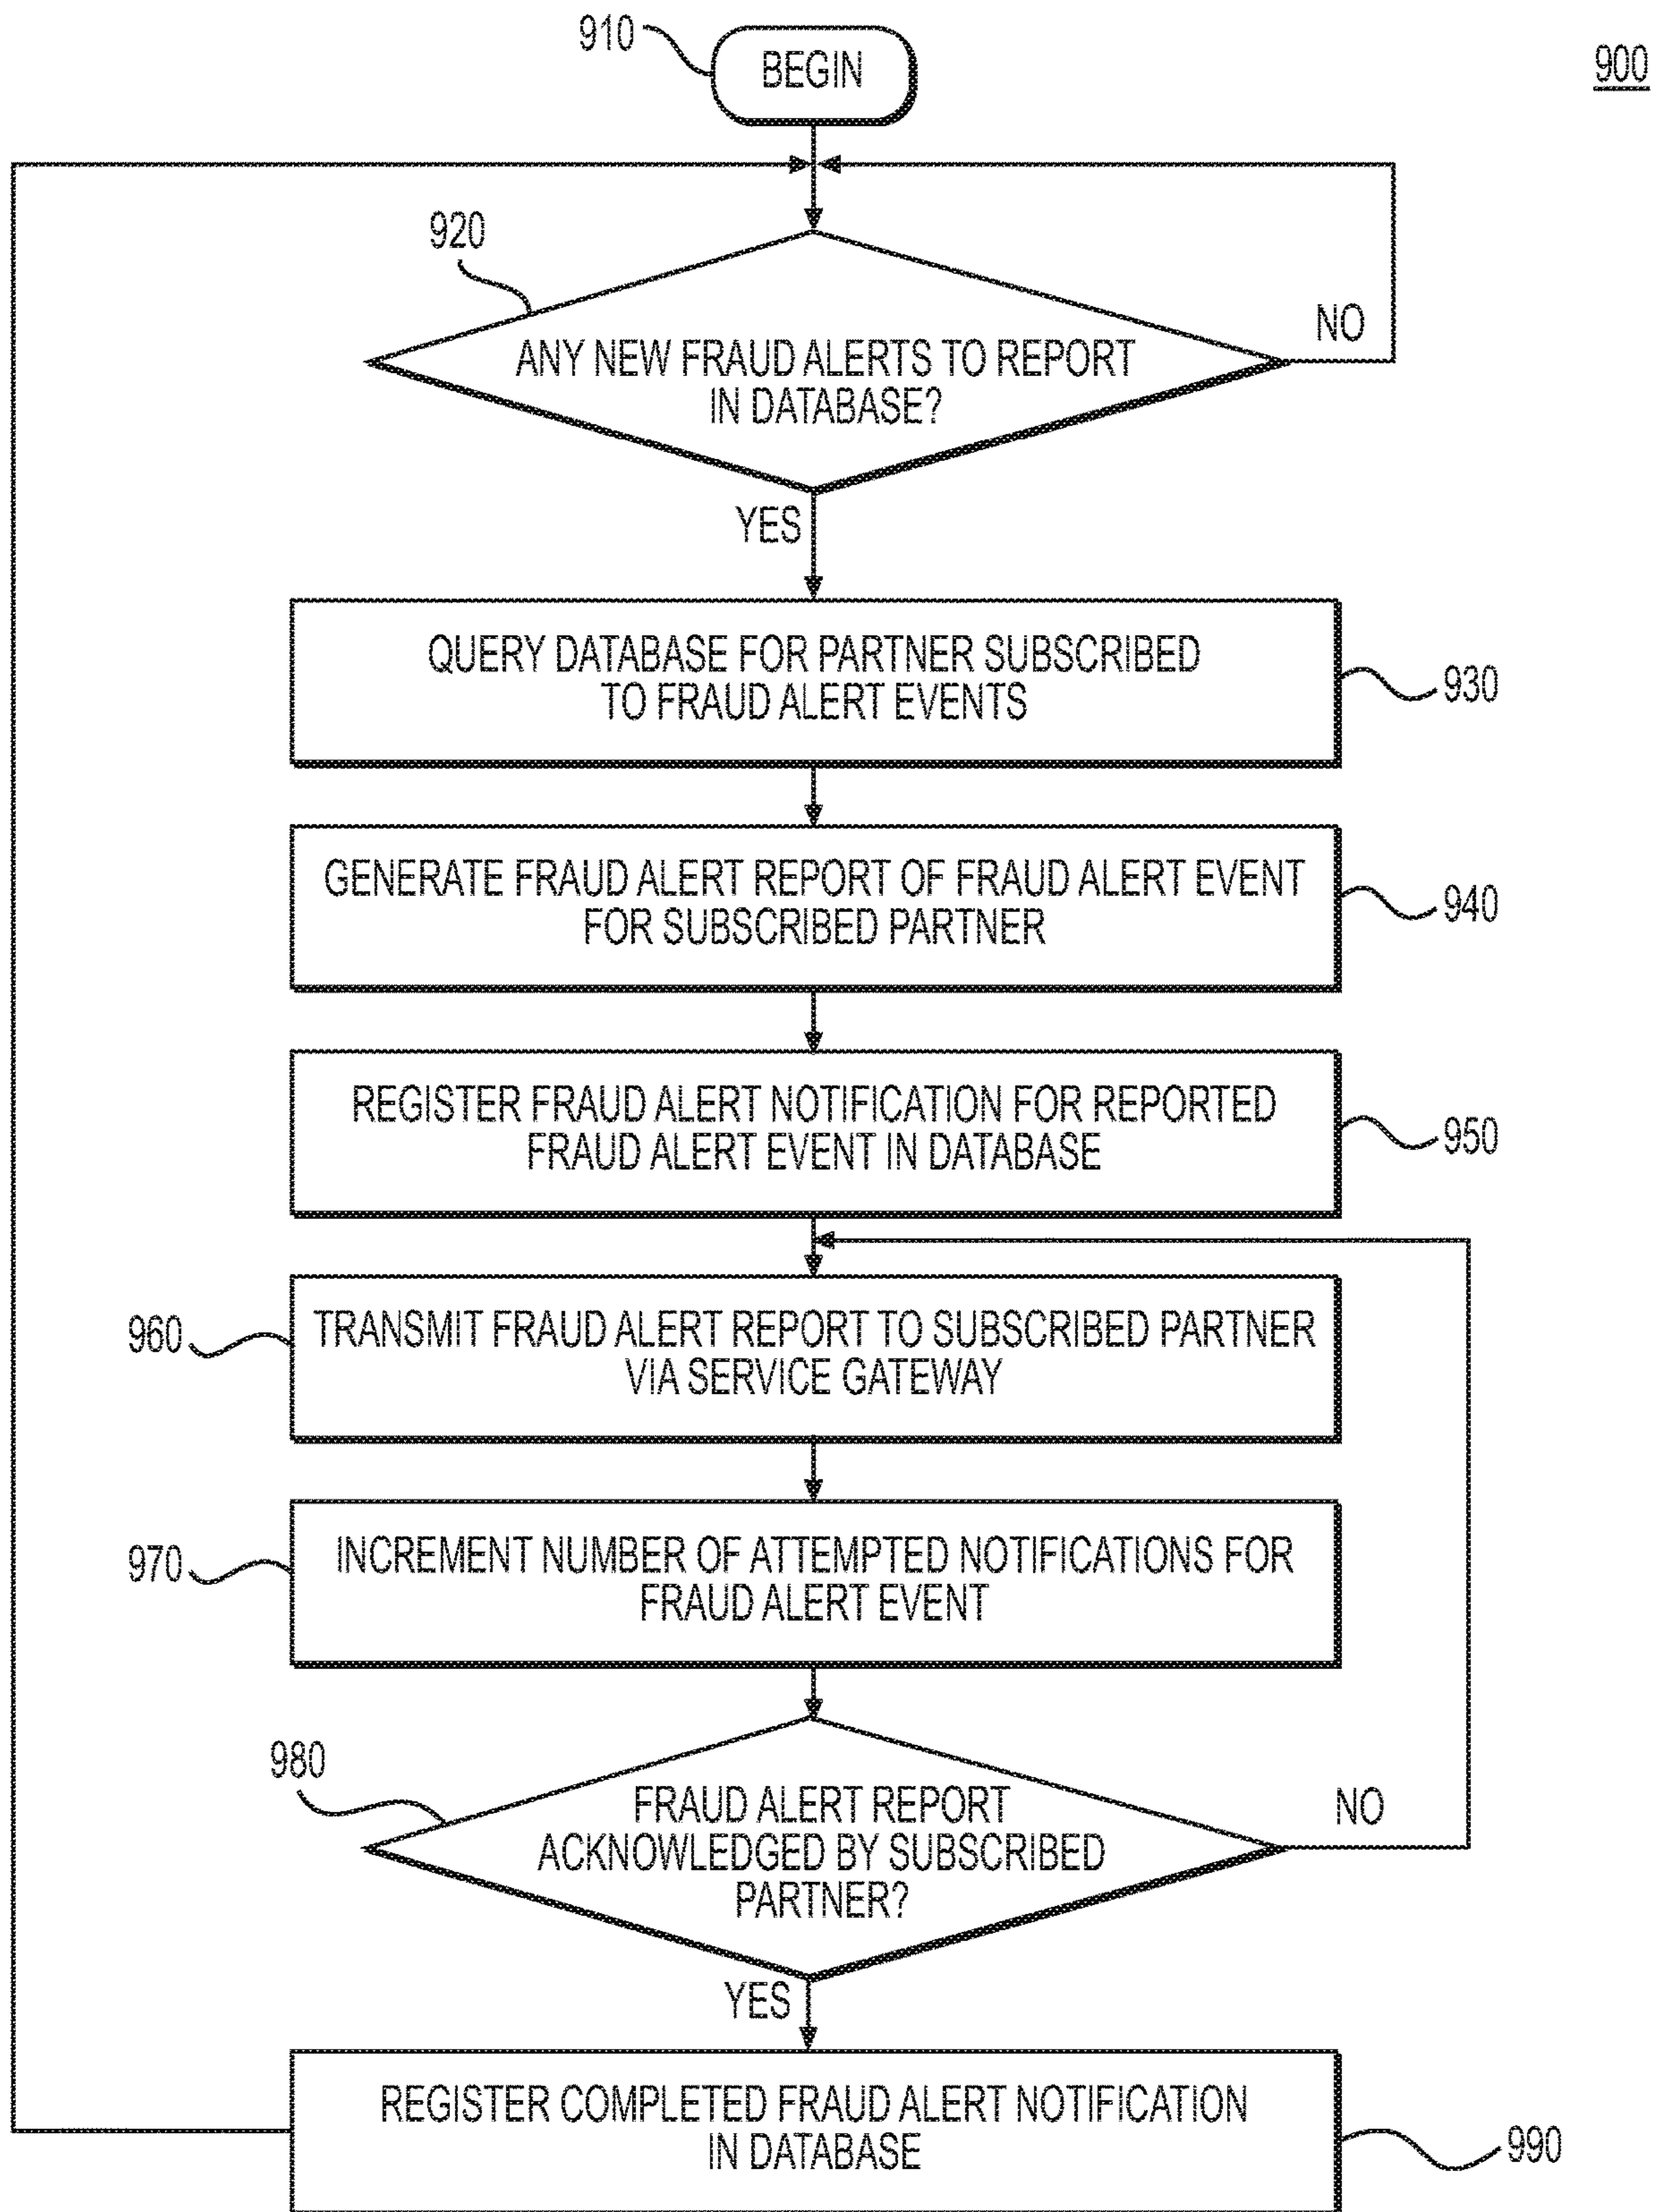 910
BEGIN
900
920
ANY NEW FRAUD ALERTS TO REPORT
IN DATABASE?
NO
YES
QUERY DATABASE FOR PARTNER SUBSCRIBED
TO FRAUD ALERT EVENTS
930
GENERATE FRAUD ALERT REPORT OF FRAUD ALERT EVENT
FOR SUBSCRIBED PARTNER
940
REGISTER FRAUD ALERT NOTIFICATION FOR REPORTED
FRAUD ALERT EVENT IN DATABASE
950
960
TRANSMIT FRAUD ALERT REPORT TO SUBSCRIBED PARTNER
VIA SERVICE GATEWAY
970
INCREMENT NUMBER OF ATTEMPTED NOTIFICATIONS FOR
FRAUD ALERT EVENT
980
FRAUD ALERT REPORT
ACKNOWLEDGED BY SUBSCRIBED
PARTNER?
NO
YES
REGISTER COMPLETED FRAUD ALERT NOTIFICATION
IN DATABASE
990